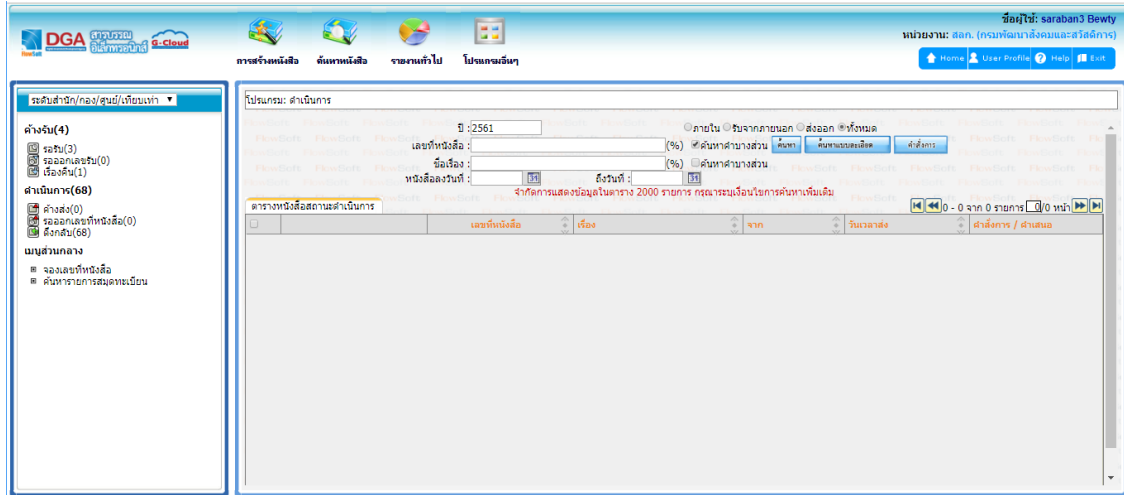 DGA สารบรรณ
อิเล็กทรอนิกส์ G-Cloud
FlowSoft
การสร้างหนังสือ ค้นหาหนังสือ รายงานทั่วไป โปรแกรมอื่นๆ
ชื่อผู้ใช้: saraban3 Bewty
หน่วยงาน: สลก. (กรมพัฒนาสังคมและสวัสดิการ)
Home User Profile Help Exit
ระดับสำนัก/กอง/ศูนย์/เทียบเท่า
ค้างรับ(4)
รอรับ(3)
รอออกเลขรับ(0)
เรื่องคืน(1)
ดำเนินการ(68)
ค้างส่ง(0)
รอออกเลขที่หนังสือ(0)
ดึงกลับ(68)
เมนูส่วนกลาง
จองเลขที่หนังสือ
ค้นหารายการสมุดทะเบียน
โปรแกรม: ดำเนินการ
ปี : 2561 ภายใน รับจากภายนอก ส่งออก ทั้งหมด
เลขที่หนังสือ : (%) ค้นหาคำบางส่วน ค้นหา ค้นหาแบบละเอียด คำสั่งการ
ชื่อเรื่อง : (%) ค้นหาคำบางส่วน
หนังสือลงวันที่ : 31 ถึงวันที่ : 31
จำกัดการแสดงข้อมูลในตาราง 2000 รายการ กรุณาระบุเงื่อนไขการค้นหาเพิ่มเติม
ตารางหนังสือสถานะดำเนินการ 0 - 0 จาก 0 รายการ 0/0 หน้า
เลขที่หนังสือ เรื่อง จาก วันเวลาส่ง คำสั่งการ / คำเสนอ